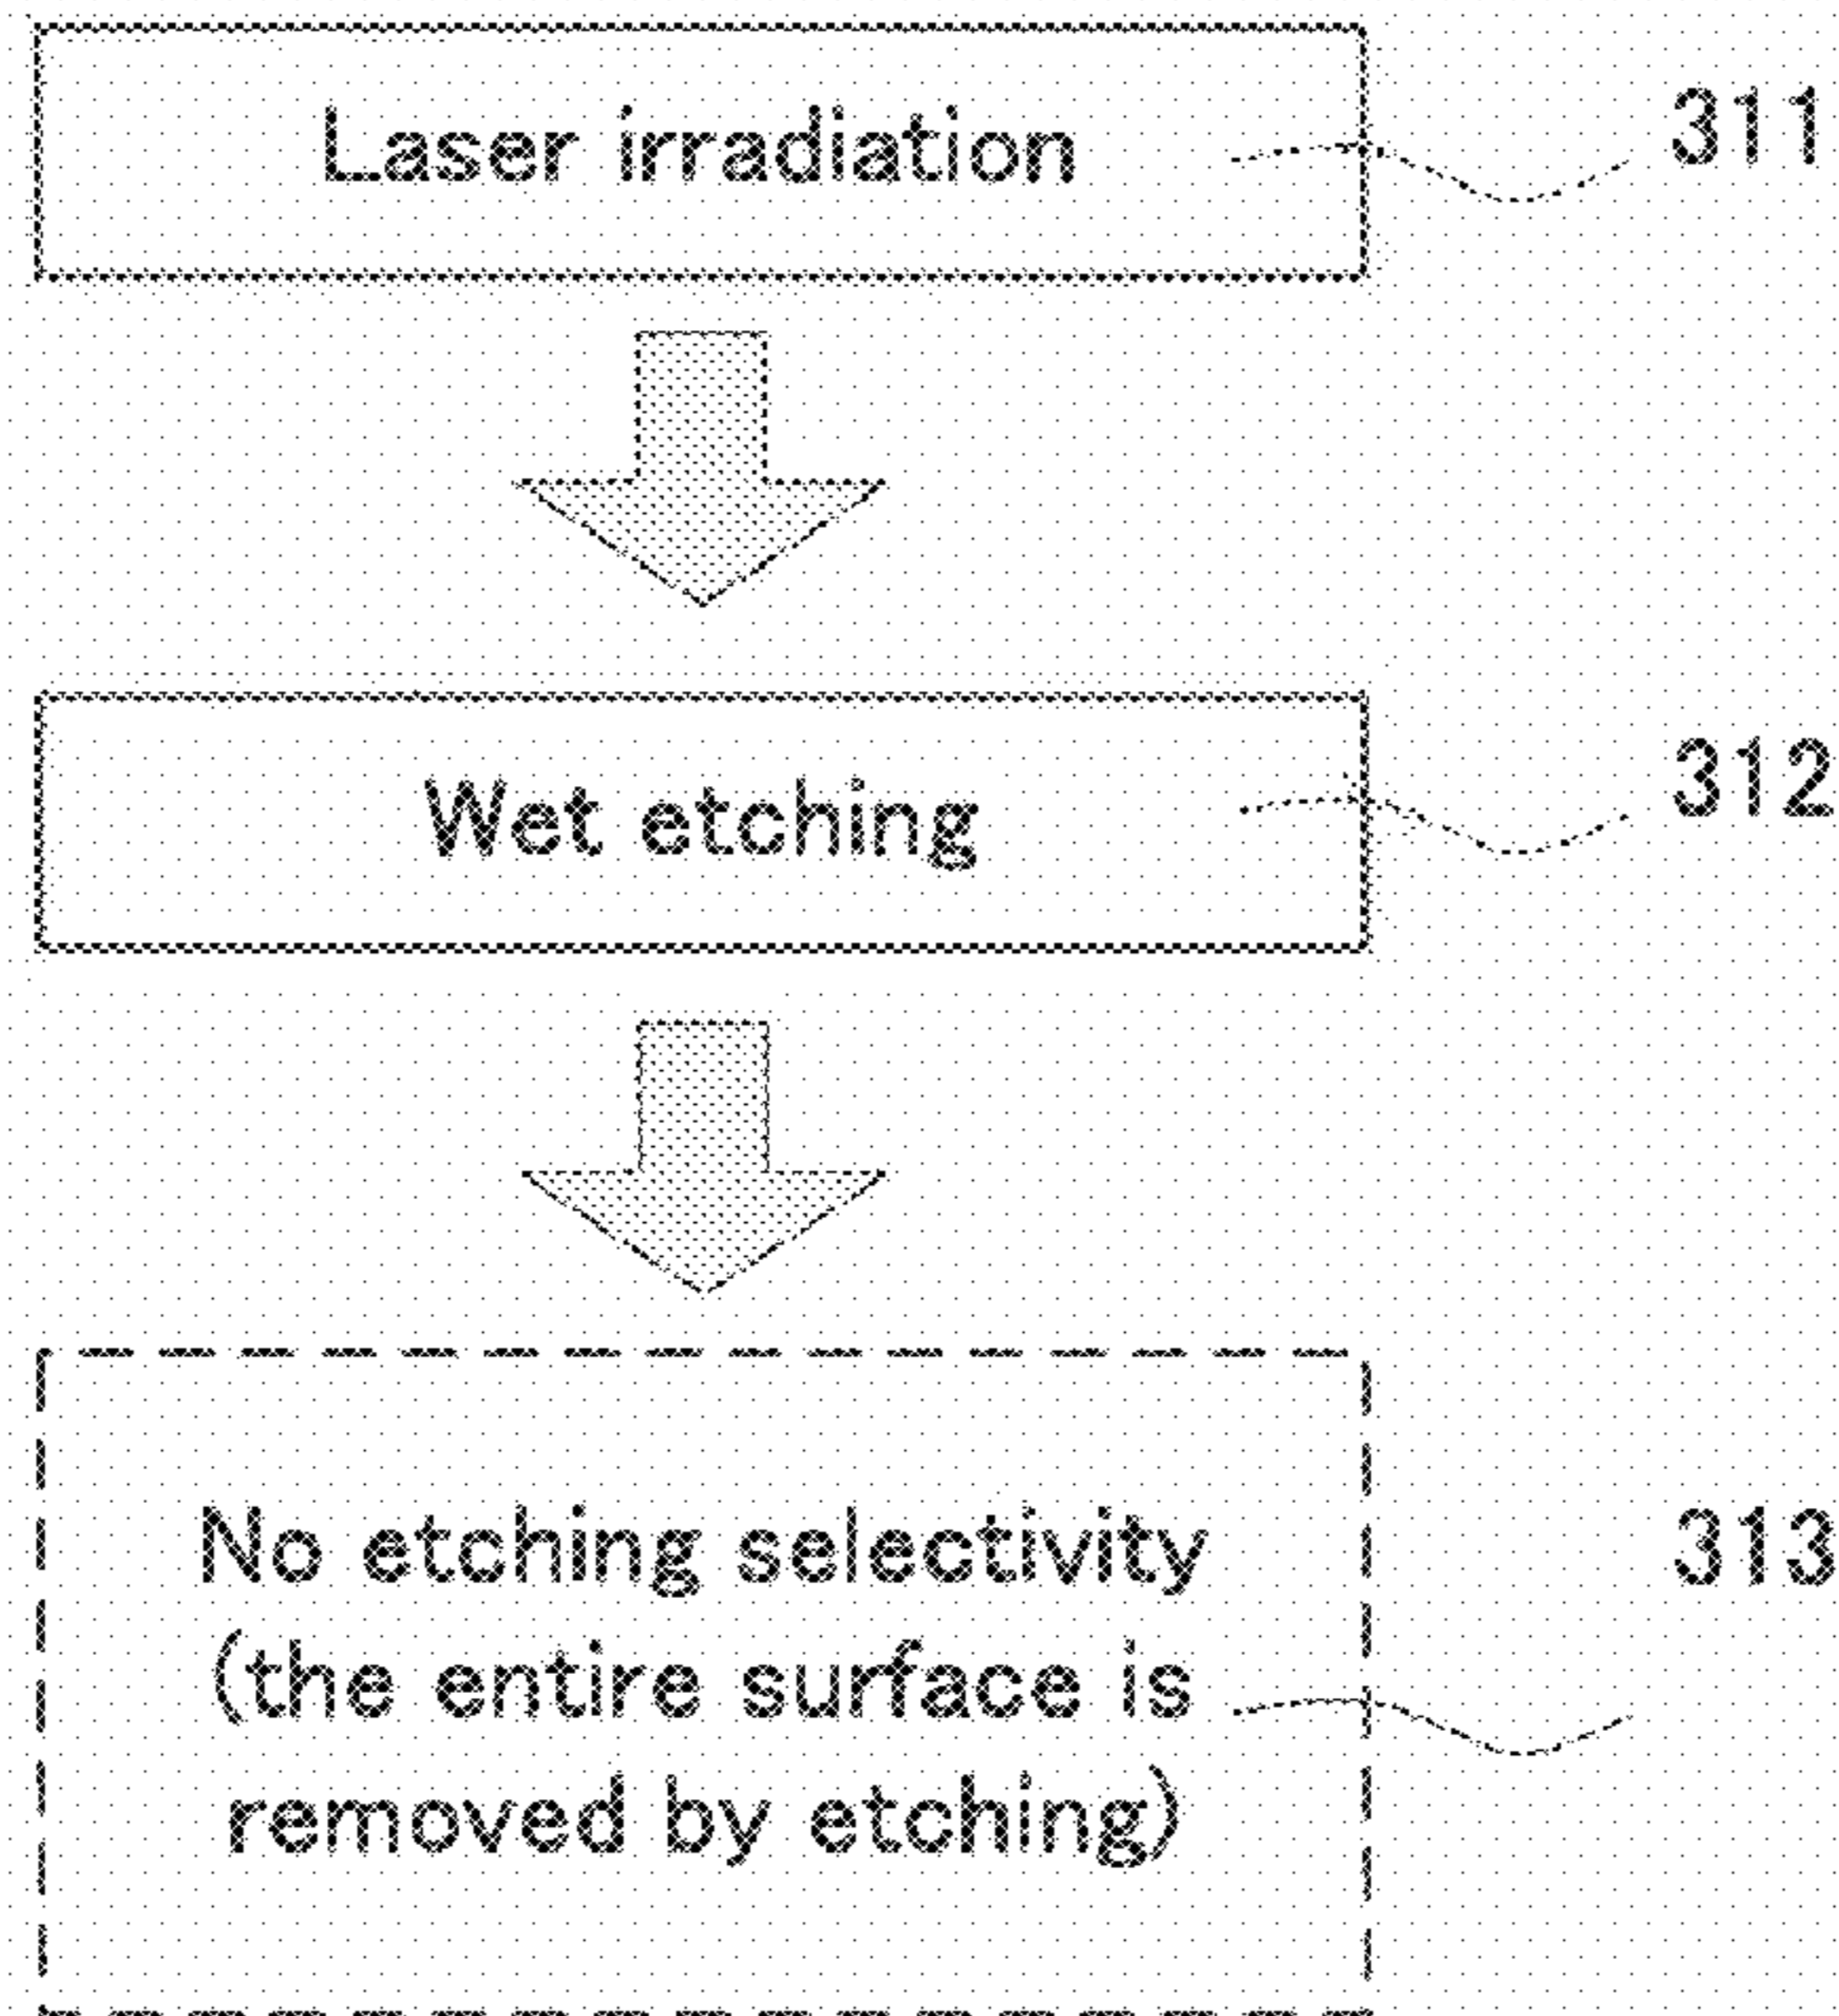 Laser irradiation
311
Wet etching
312
No etching selectivity
313
(the entire surface is
removed by etching)